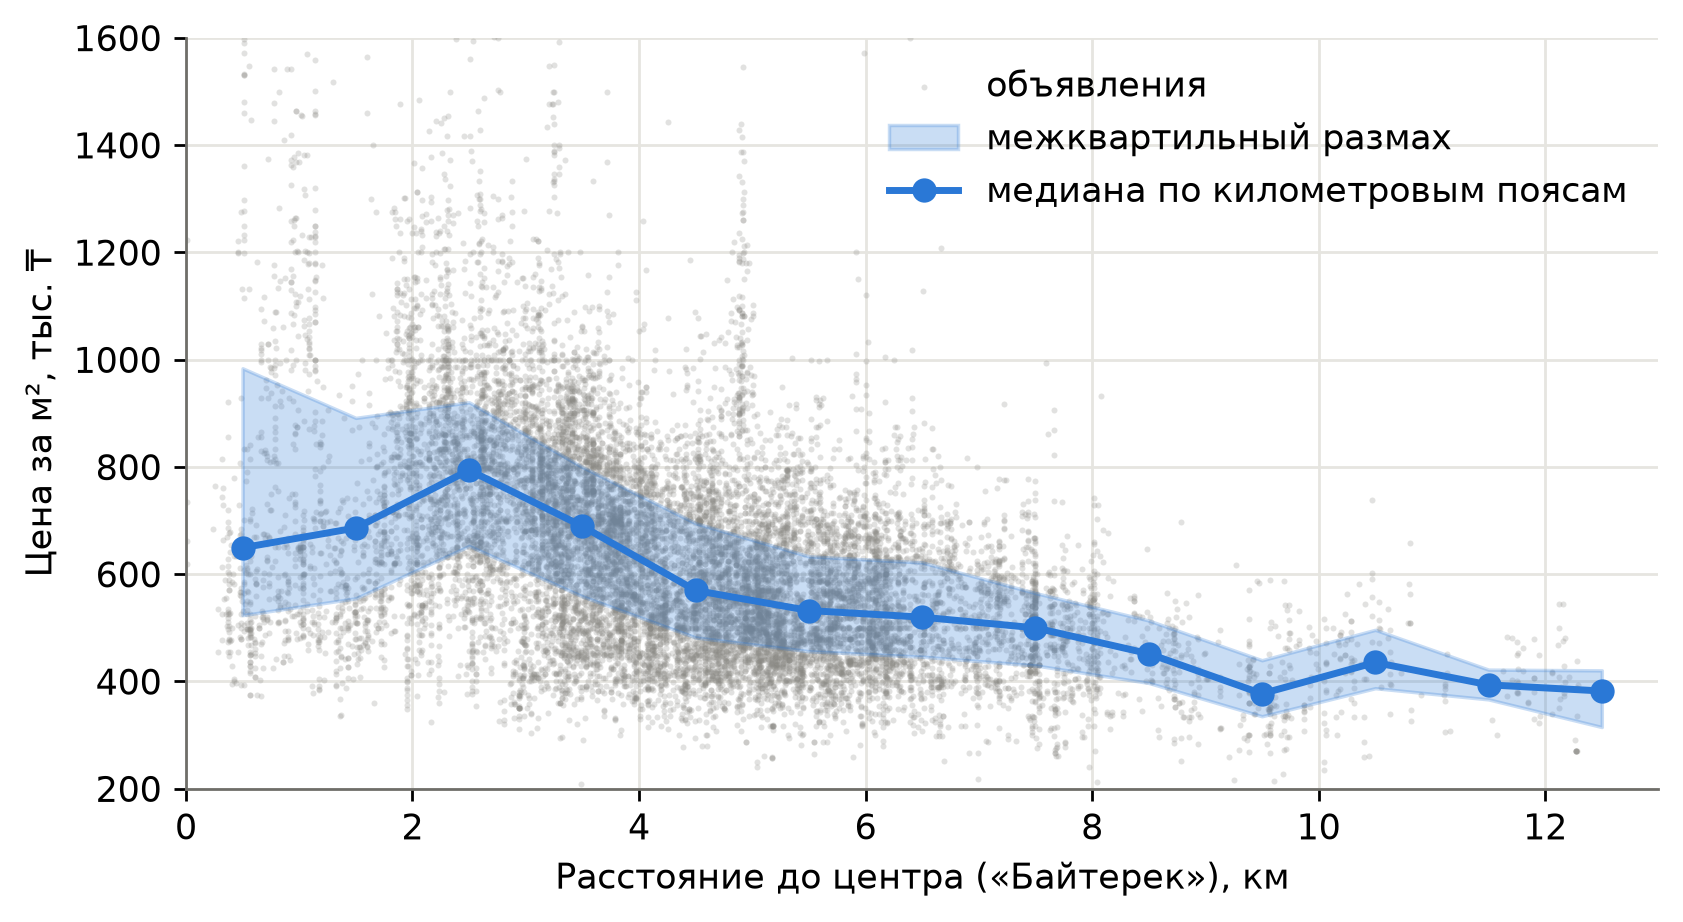 Цена за м², тыс. ₸
1600
1400
1200
1000
800
600
400
200
объявления
межквартильный размах
медиана по километровым поясам
0 2 4 6 8 10 12
Расстояние до центра («Байтерек»), км